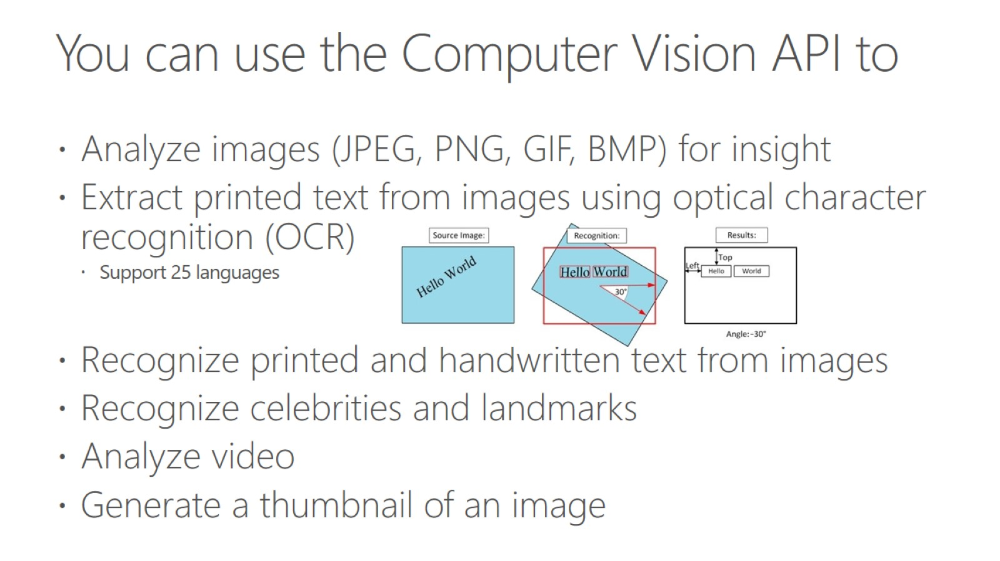 You can use the Computer Vision API to
• Analyze images (JPEG, PNG, GIF, BMP) for insight
• Extract printed text from images using optical character
recognition (OCR)
• Support 25 languages
Source Image:
Hello World
Recognition:
Hello World
30°
Results:
Top
Left
Hello World
Angle:-30°
• Recognize printed and handwritten text from images
• Recognize celebrities and landmarks
• Analyze video
• Generate a thumbnail of an image